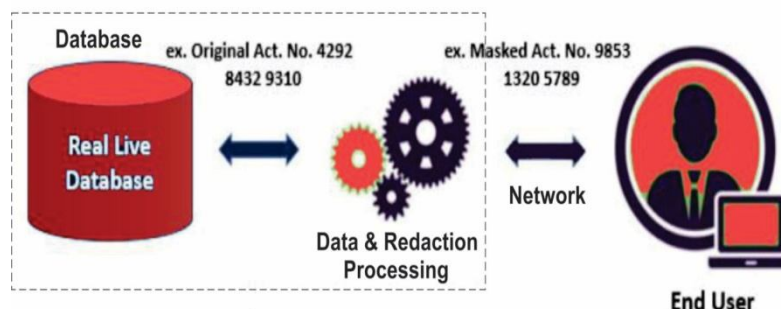 Database
ex. Original Act. No. 4292
8432 9310
ex. Masked Act. No. 9853
1320 5789
Real Live
Database
Network
Data & Redaction
Processing
End User